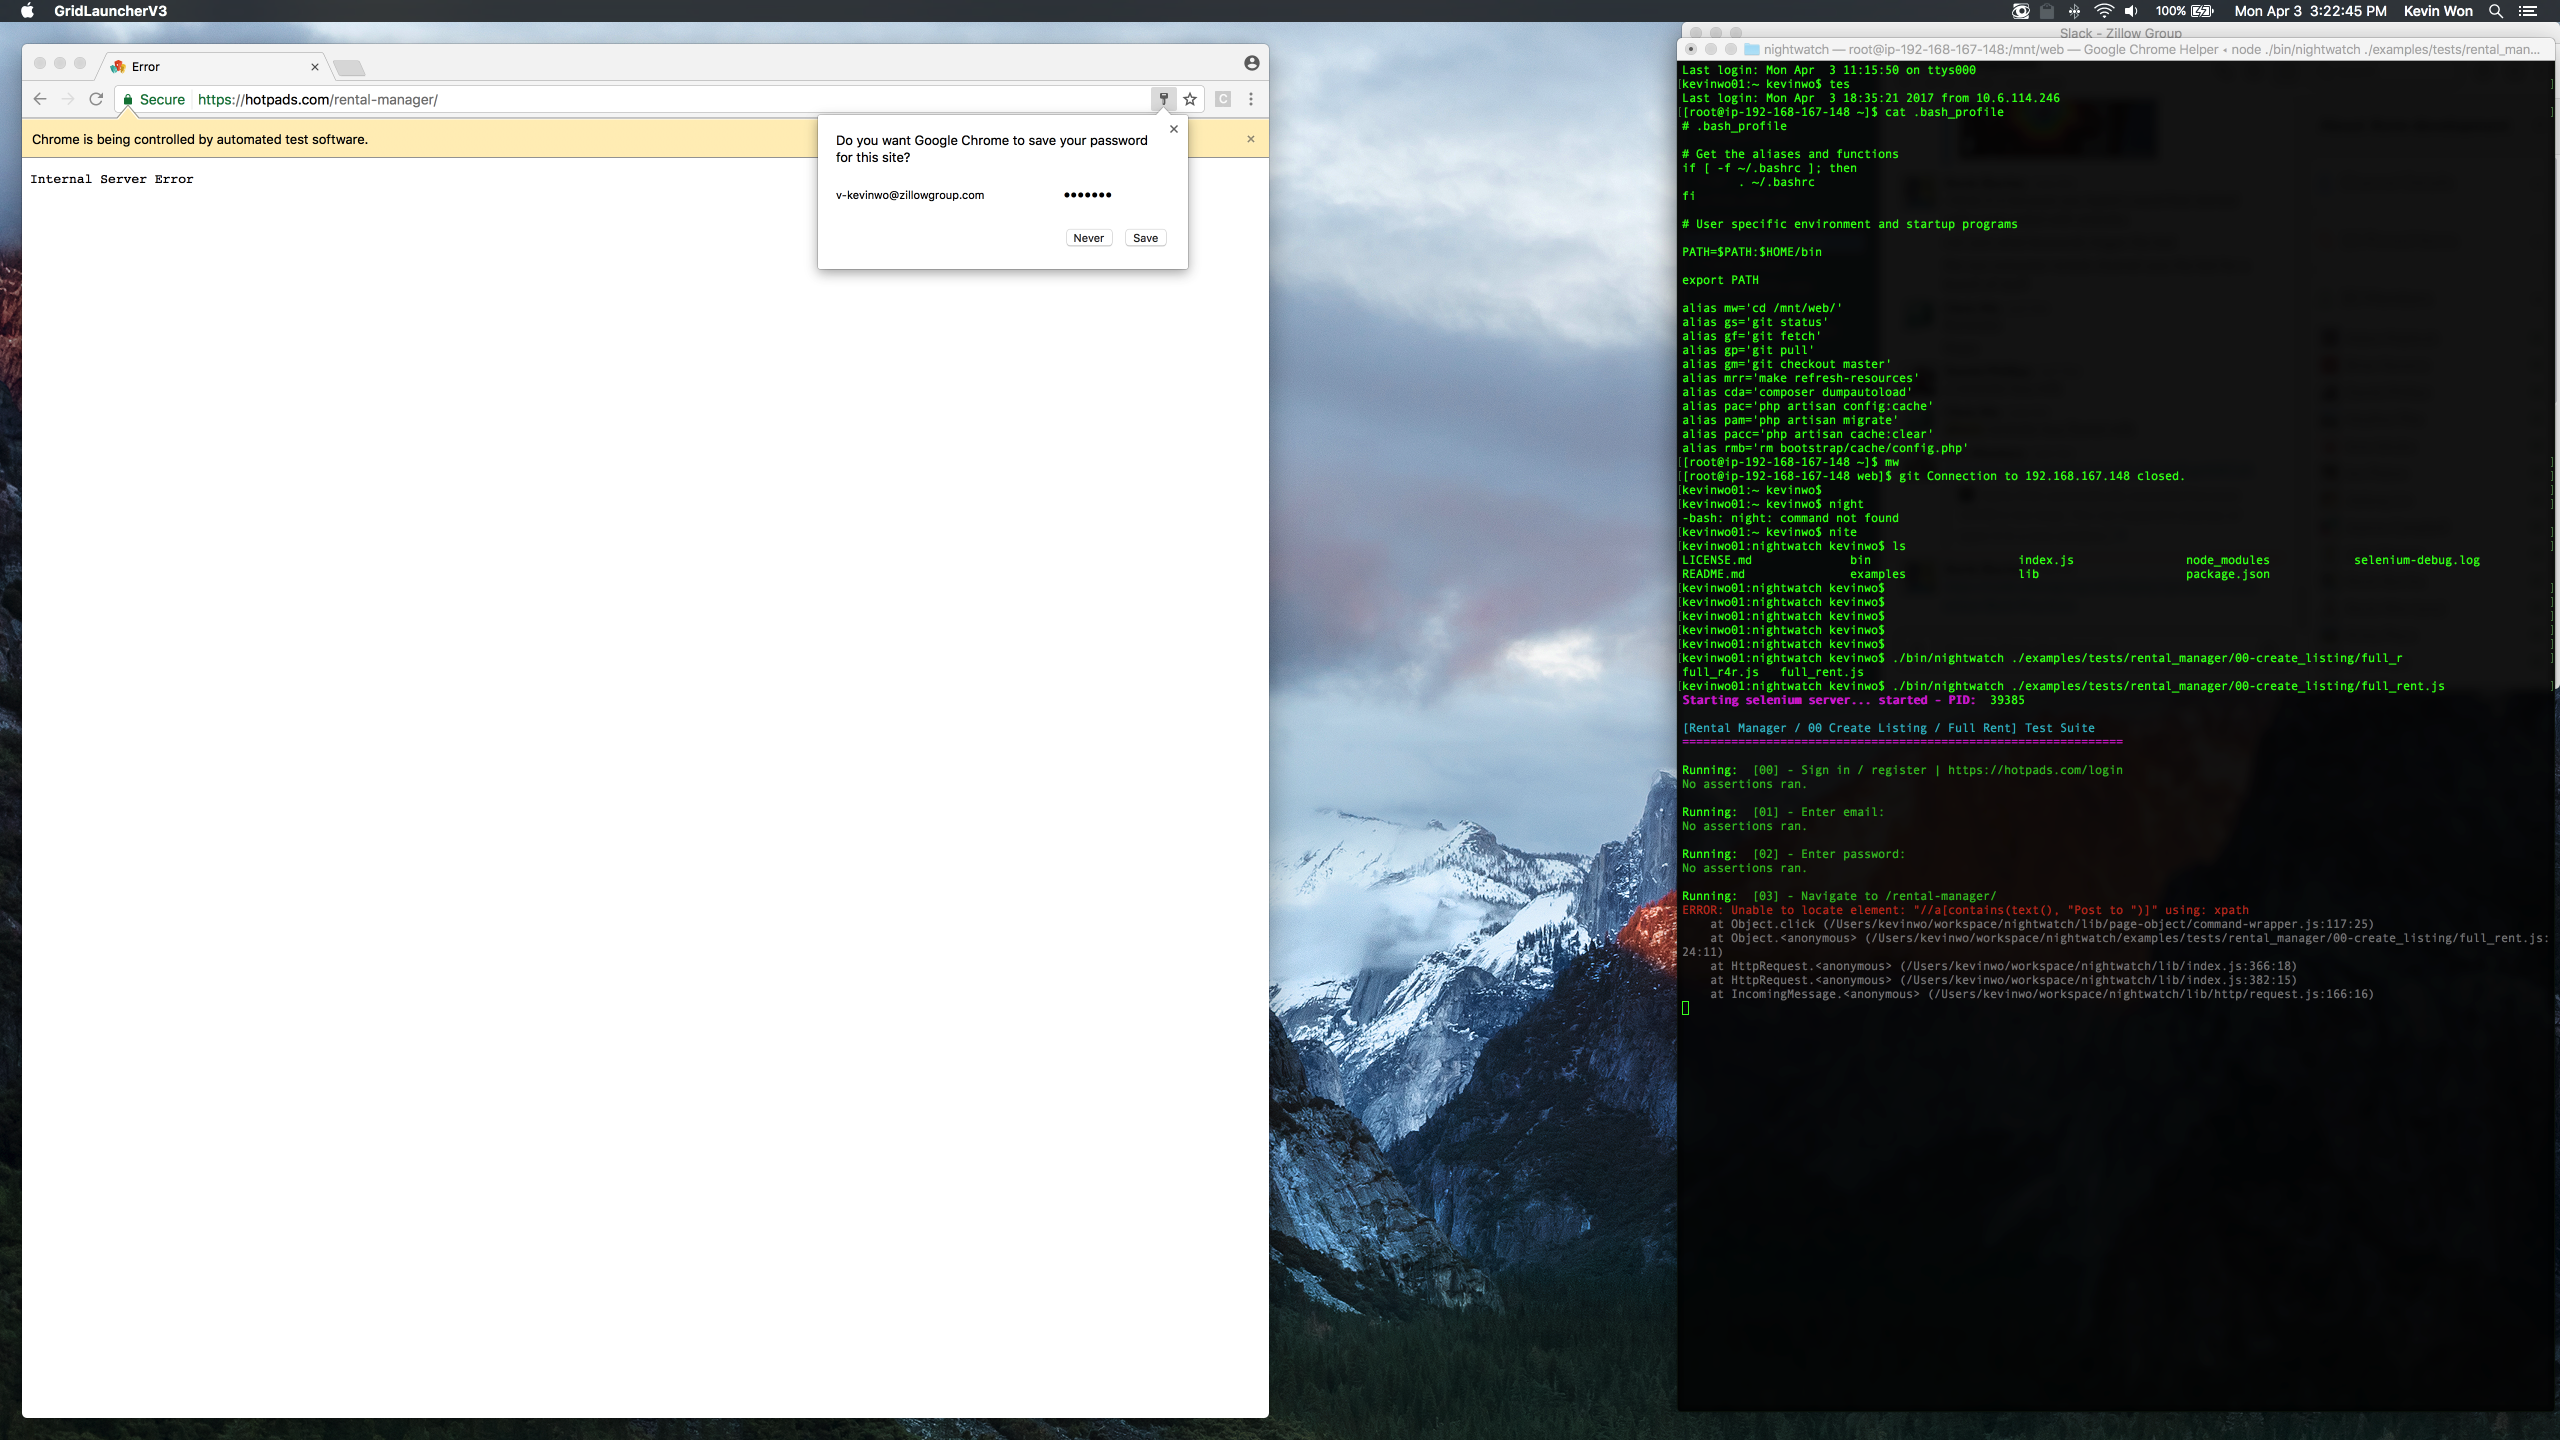 GridLauncherV3
100% Mon Apr 3 3:22:45 PM Kevin Won
Error
Secure https://hotpads.com/rental-manager/
C
Chrome is being controlled by automated test software.
Internal Server Error
Do you want Google Chrome to save your password
for this site?
v-kevinwo@zillowgroup.com •••••••
Never Save
Slack - Zillow Group
nightwatch — root@ip-192-168-167-148:/mnt/web — Google Chrome Helper ◂ node ./bin/nightwatch ./examples/tests/rental_man...
Last login: Mon Apr  3 11:15:50 on ttys000
[kevinwo01:~ kevinwo$ tes ]
Last login: Mon Apr  3 18:35:21 2017 from 10.6.114.246
[[root@ip-192-168-167-148 ~]$ cat .bash_profile ]
# .bash_profile
# Get the aliases and functions
if [ -f ~/.bashrc ]; then
        . ~/.bashrc
fi
# User specific environment and startup programs
PATH=$PATH:$HOME/bin
export PATH
alias mw='cd /mnt/web/'
alias gs='git status'
alias gf='git fetch'
alias gp='git pull'
alias gm='git checkout master'
alias mrr='make refresh-resources'
alias cda='composer dumpautoload'
alias pac='php artisan config:cache'
alias pam='php artisan migrate'
alias pacc='php artisan cache:clear'
alias rmb='rm bootstrap/cache/config.php'
[[root@ip-192-168-167-148 ~]$ mw ]
[[root@ip-192-168-167-148 web]$ git Connection to 192.168.167.148 closed. ]
[kevinwo01:~ kevinwo$ ]
[kevinwo01:~ kevinwo$ night ]
-bash: night: command not found
[kevinwo01:~ kevinwo$ nite ]
[kevinwo01:nightwatch kevinwo$ ls ]
LICENSE.md bin index.js node_modules selenium-debug.log
README.md examples lib package.json
[kevinwo01:nightwatch kevinwo$ ]
[kevinwo01:nightwatch kevinwo$ ]
[kevinwo01:nightwatch kevinwo$ ]
[kevinwo01:nightwatch kevinwo$ ]
[kevinwo01:nightwatch kevinwo$ ]
[kevinwo01:nightwatch kevinwo$ ./bin/nightwatch ./examples/tests/rental_manager/00-create_listing/full_r ]
full_r4r.js   full_rent.js
[kevinwo01:nightwatch kevinwo$ ./bin/nightwatch ./examples/tests/rental_manager/00-create_listing/full_rent.js ]
Starting selenium server... started - PID:  39385
[Rental Manager / 00 Create Listing / Full Rent] Test Suite
===============================================================
Running:  [00] - Sign in / register | https://hotpads.com/login
No assertions ran.
Running:  [01] - Enter email:
No assertions ran.
Running:  [02] - Enter password:
No assertions ran.
Running:  [03] - Navigate to /rental-manager/
ERROR: Unable to locate element: "//a[contains(text(), "Post to ")]" using: xpath
    at Object.click (/Users/kevinwo/workspace/nightwatch/lib/page-object/command-wrapper.js:117:25)
    at Object.<anonymous> (/Users/kevinwo/workspace/nightwatch/examples/tests/rental_manager/00-create_listing/full_rent.js:
24:11)
    at HttpRequest.<anonymous> (/Users/kevinwo/workspace/nightwatch/lib/index.js:366:18)
    at HttpRequest.<anonymous> (/Users/kevinwo/workspace/nightwatch/lib/index.js:382:15)
    at IncomingMessage.<anonymous> (/Users/kevinwo/workspace/nightwatch/lib/http/request.js:166:16)